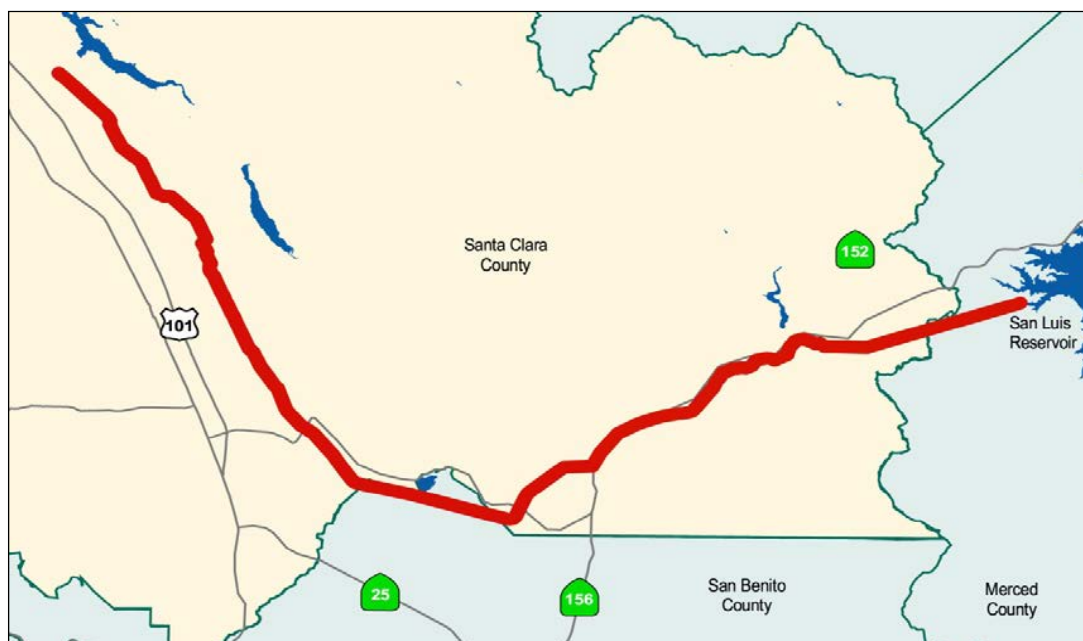 Santa Clara
County
152
101
San Luis
Reservoir
25
156
San Benito
County
Merced
County